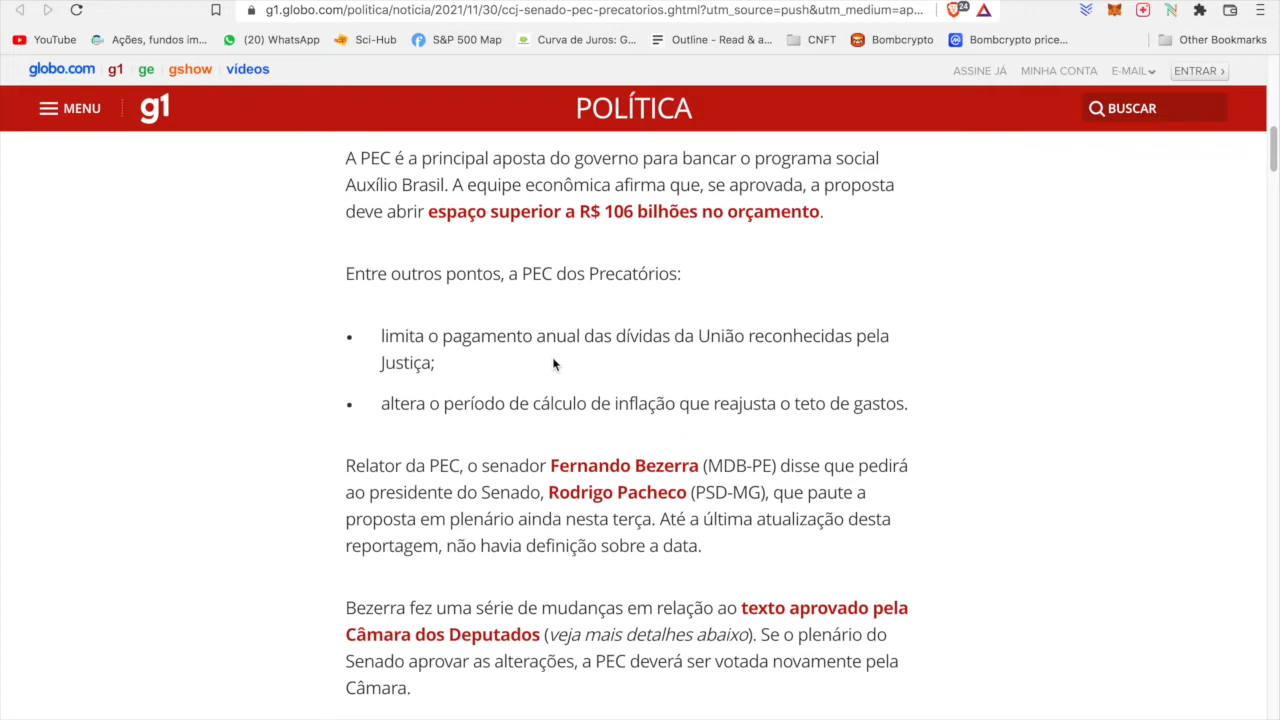 g1.globo.com/politica/noticia/2021/11/30/ccj-senado-pec-precatorios.ghtml?utm_source=push&utm_medium=ap...
24
YouTube
Ações, fundos im...
(20) WhatsApp
Sci-Hub
S&P 500 Map
Curva de Juros: G...
Outline - Read & a...
CNFT
Bombcrypto
Bombcrypto price...
Other Bookmarks
globo.com g1 ge gshow vídeos
ASSINE JÁ MINHA CONTA E-MAIL ENTRAR ›
MENU g1 POLÍTICA BUSCAR
A PEC é a principal aposta do governo para bancar o programa social
Auxílio Brasil. A equipe econômica afirma que, se aprovada, a proposta
deve abrir espaço superior a R$ 106 bilhões no orçamento.
Entre outros pontos, a PEC dos Precatórios:
• limita o pagamento anual das dívidas da União reconhecidas pela
Justiça;
• altera o período de cálculo de inflação que reajusta o teto de gastos.
Relator da PEC, o senador Fernando Bezerra (MDB-PE) disse que pedirá
ao presidente do Senado, Rodrigo Pacheco (PSD-MG), que paute a
proposta em plenário ainda nesta terça. Até a última atualização desta
reportagem, não havia definição sobre a data.
Bezerra fez uma série de mudanças em relação ao texto aprovado pela
Câmara dos Deputados (veja mais detalhes abaixo). Se o plenário do
Senado aprovar as alterações, a PEC deverá ser votada novamente pela
Câmara.